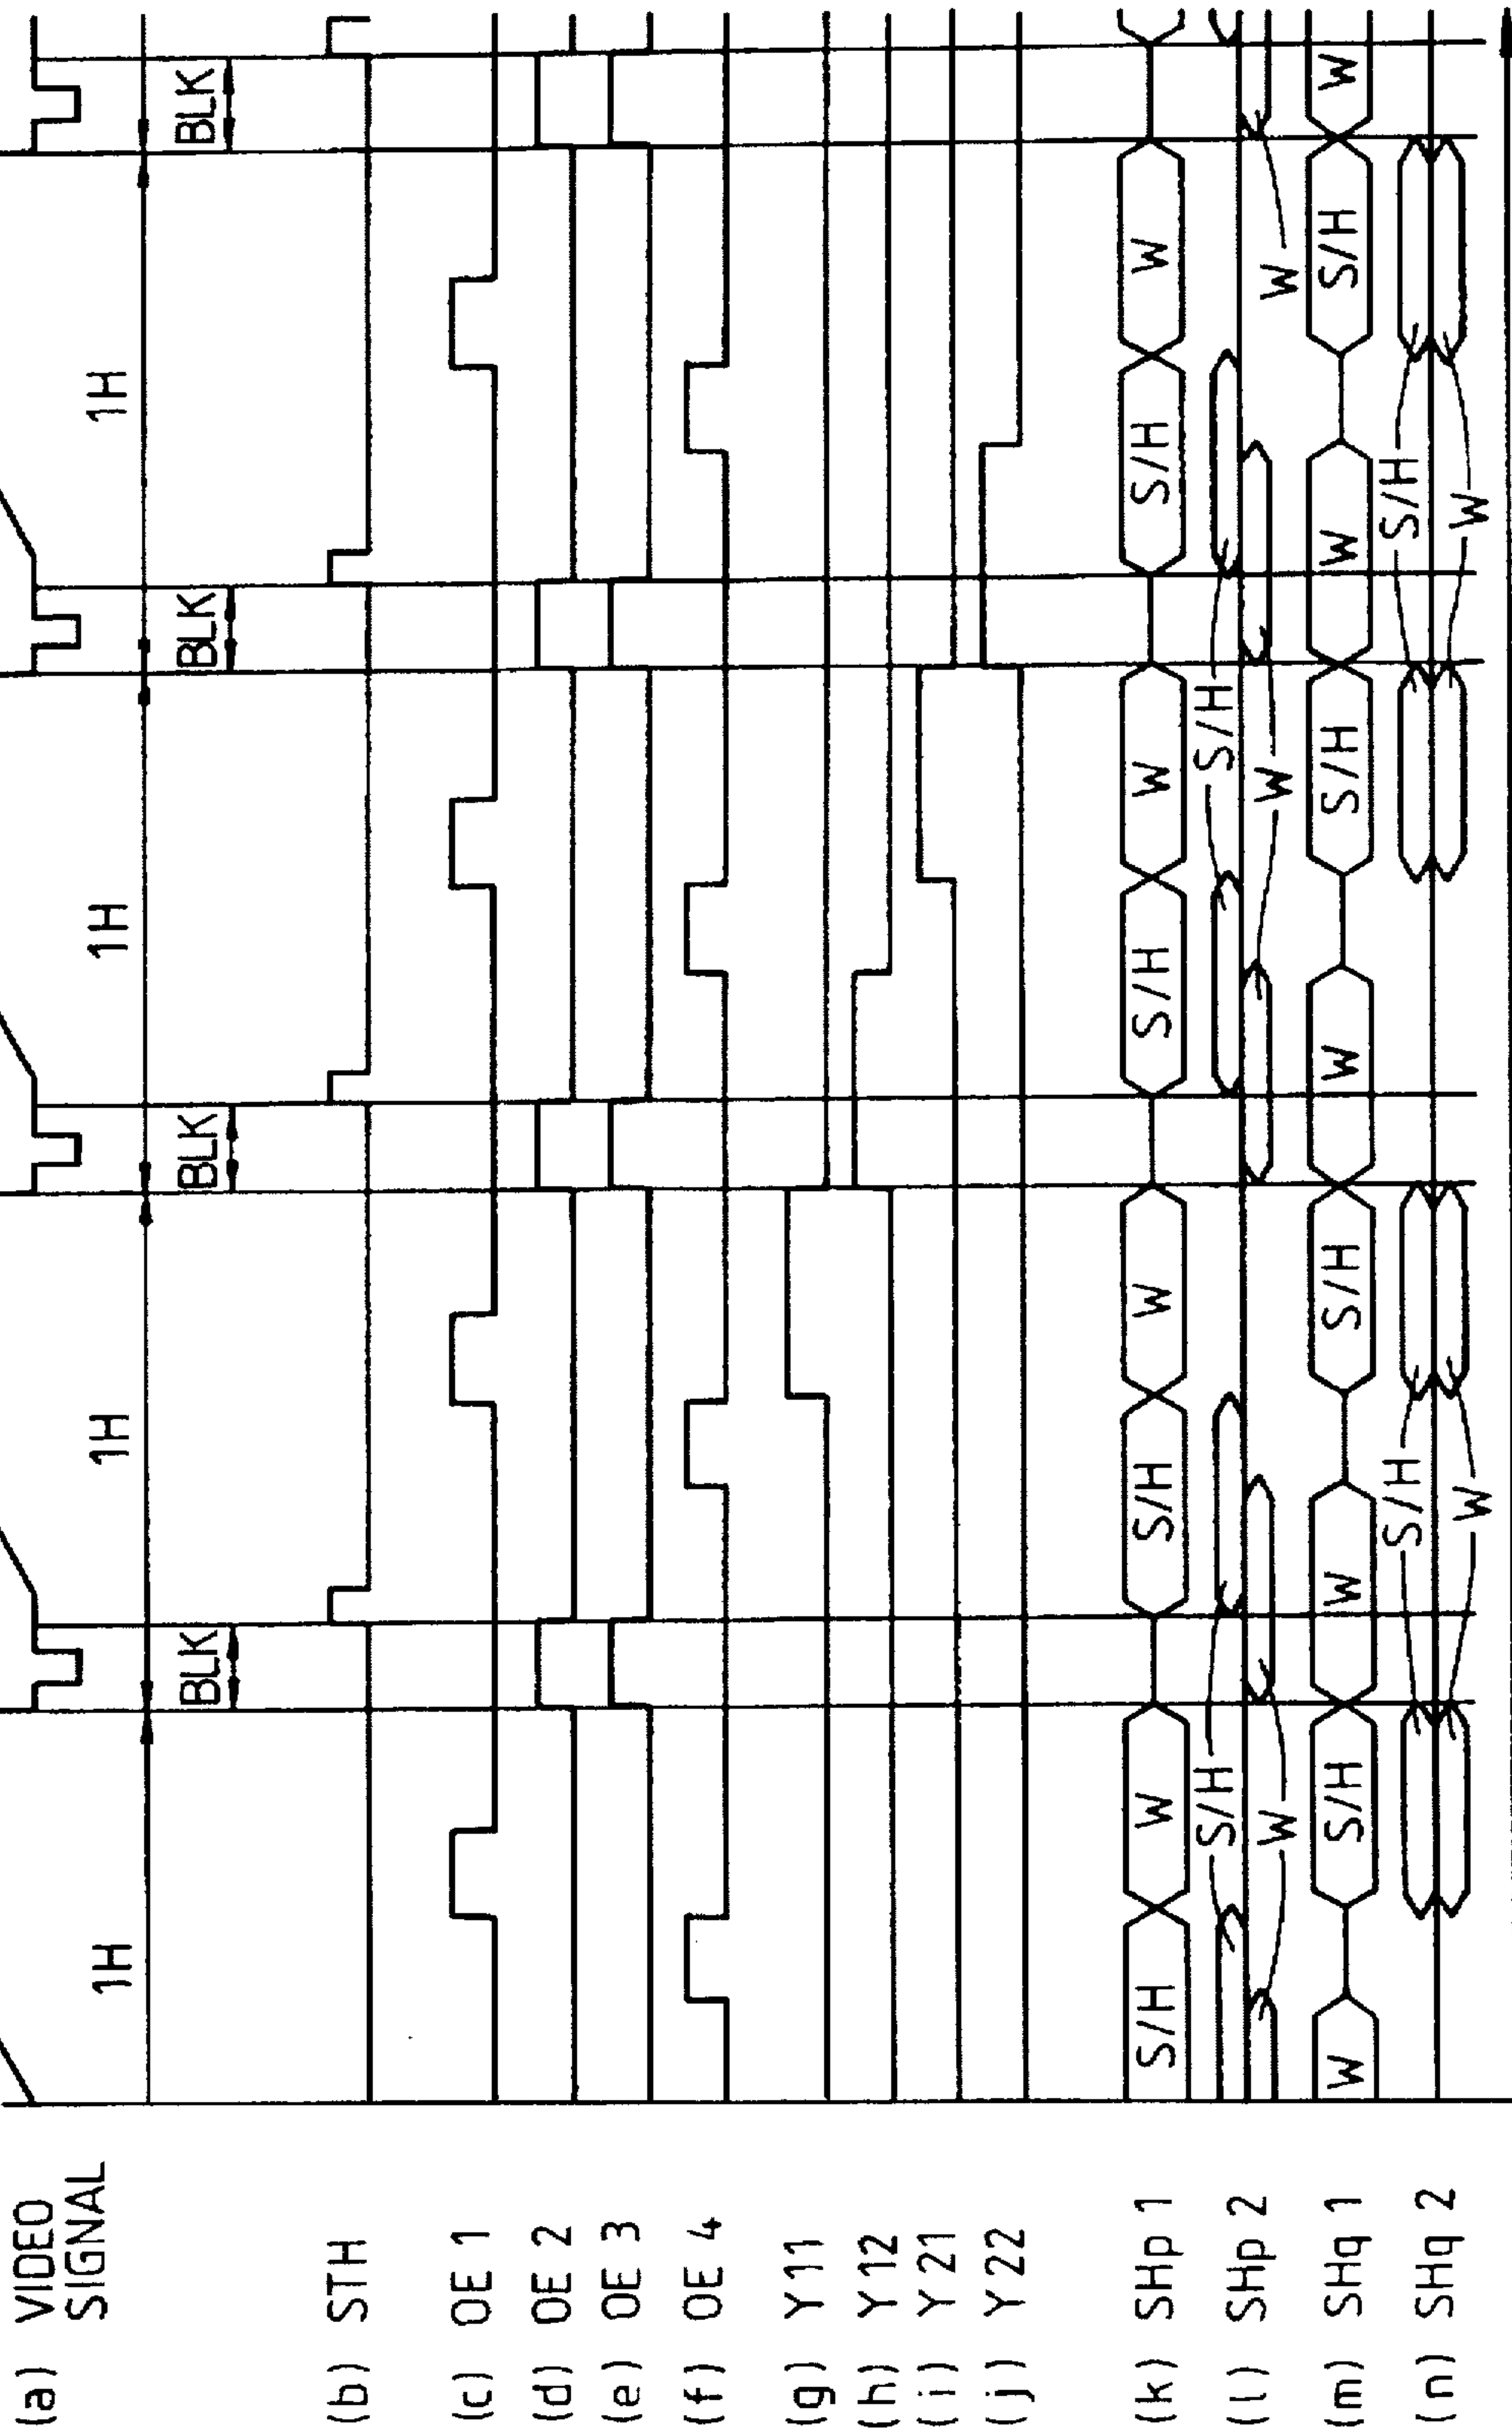 (a) VIDEO
SIGNAL
1H 1H 1H 1H
BLK BLK BLK BLK
(b) STH
(c) OE 1
(d) OE 2
(e) OE 3
(f) OE 4
(g) Y11
(h) Y12
(i) Y21
(j) Y22
(k) SHp 1 S/H W S/H W S/H W S/H W
(l) SHp 2 S/H S/H
W W W
(m) SHq 1 W S/H W S/H W S/H W S/H W
(n) SHq 2 S/H S/H
W W